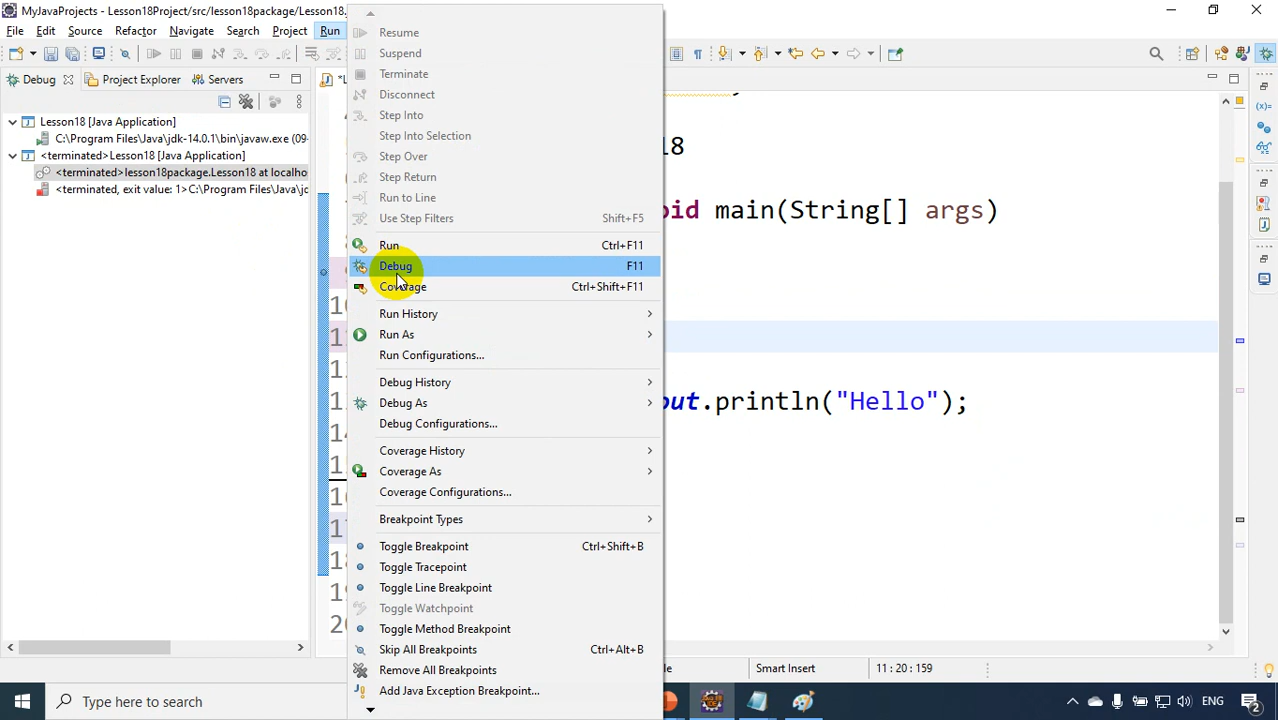 MyJavaProjects - Lesson18Project/src/lesson18package/Lesson18.
File Edit Source Refactor Navigate Search Project Run
Debug Project Explorer Servers
Lesson18 [Java Application]
C:\Program Files\Java\jdk-14.0.1\bin\javaw.exe (09-
<terminated>Lesson18 [Java Application]
<terminated>lesson18package.Lesson18 at localho
<terminated, exit value: 1>C:\Program Files\Java\jo
Resume
Suspend
Terminate
Disconnect
Step Into
Step Into Selection
Step Over
Step Return
Run to Line
Use Step Filters Shift+F5
Run Ctrl+F11
Debug F11
Coverage Ctrl+Shift+F11
Run History
Run As
Run Configurations...
Debug History
Debug As
Debug Configurations...
Coverage History
Coverage As
Coverage Configurations...
Breakpoint Types
Toggle Breakpoint Ctrl+Shift+B
Toggle Tracepoint
Toggle Line Breakpoint
Toggle Watchpoint
Toggle Method Breakpoint
Skip All Breakpoints Ctrl+Alt+B
Remove All Breakpoints
Add Java Exception Breakpoint...
18
oid main(String[] args)
out.println("Hello");
Smart Insert 11 : 20 : 159
Type here to search
ENG
2